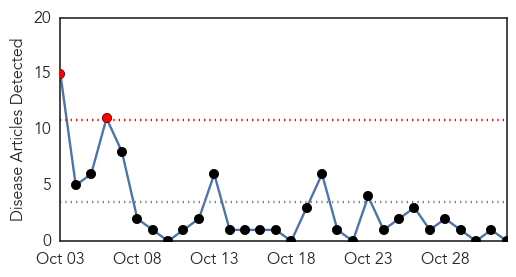 20
15
10
5
0
Disease Articles Detected
Oct 03
Oct 08
Oct 13
Oct 18
Oct 23
Oct 28